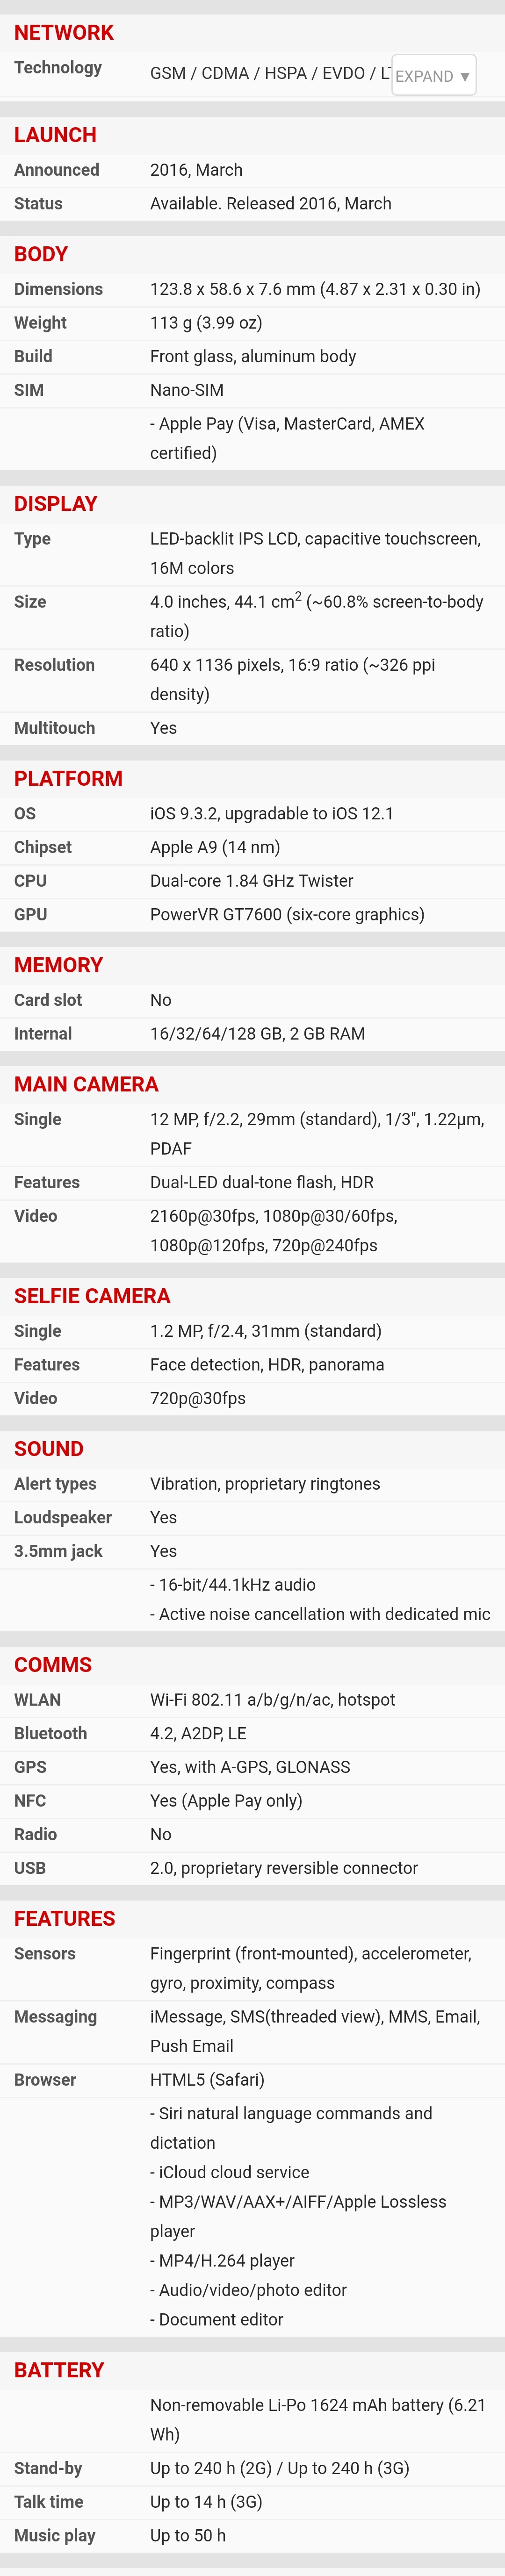 NETWORK
Technology GSM / CDMA / HSPA / EVDO / EXPAND ▼
LAUNCH
Announced 2016, March
Status Available. Released 2016, March
BODY
Dimensions 123.8 x 58.6 x 7.6 mm (4.87 x 2.31 x 0.30 in)
Weight 113 g (3.99 oz)
Build Front glass, aluminum body
SIM Nano-SIM
- Apple Pay (Visa, MasterCard, AMEX
certified)
DISPLAY
Type LED-backlit IPS LCD, capacitive touchscreen,
16M colors
Size 4.0 inches, 44.1 cm² (~60.8% screen-to-body
ratio)
Resolution 640 x 1136 pixels, 16:9 ratio (~326 ppi
density)
Multitouch Yes
PLATFORM
OS iOS 9.3.2, upgradable to iOS 12.1
Chipset Apple A9 (14 nm)
CPU Dual-core 1.84 GHz Twister
GPU PowerVR GT7600 (six-core graphics)
MEMORY
Card slot No
Internal 16/32/64/128 GB, 2 GB RAM
MAIN CAMERA
Single 12 MP, f/2.2, 29mm (standard), 1/3", 1.22µm,
PDAF
Features Dual-LED dual-tone flash, HDR
Video 2160p@30fps, 1080p@30/60fps,
1080p@120fps, 720p@240fps
SELFIE CAMERA
Single 1.2 MP, f/2.4, 31mm (standard)
Features Face detection, HDR, panorama
Video 720p@30fps
SOUND
Alert types Vibration, proprietary ringtones
Loudspeaker Yes
3.5mm jack Yes
- 16-bit/44.1kHz audio
- Active noise cancellation with dedicated mic
COMMS
WLAN Wi-Fi 802.11 a/b/g/n/ac, hotspot
Bluetooth 4.2, A2DP, LE
GPS Yes, with A-GPS, GLONASS
NFC Yes (Apple Pay only)
Radio No
USB 2.0, proprietary reversible connector
FEATURES
Sensors Fingerprint (front-mounted), accelerometer,
gyro, proximity, compass
Messaging iMessage, SMS(threaded view), MMS, Email,
Push Email
Browser HTML5 (Safari)
- Siri natural language commands and
dictation
- iCloud cloud service
- MP3/WAV/AAX+/AIFF/Apple Lossless
player
- MP4/H.264 player
- Audio/video/photo editor
- Document editor
BATTERY
Non-removable Li-Po 1624 mAh battery (6.21
Wh)
Stand-by Up to 240 h (2G) / Up to 240 h (3G)
Talk time Up to 14 h (3G)
Music play Up to 50 h